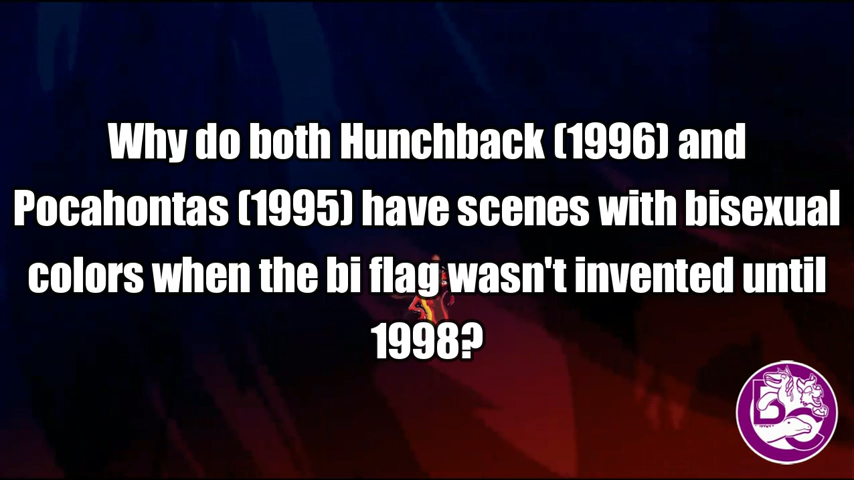 Why do both Hunchback (1996) and
Pocahontas (1995) have scenes with bisexual
colors when the bi flag wasn't invented until
1998?